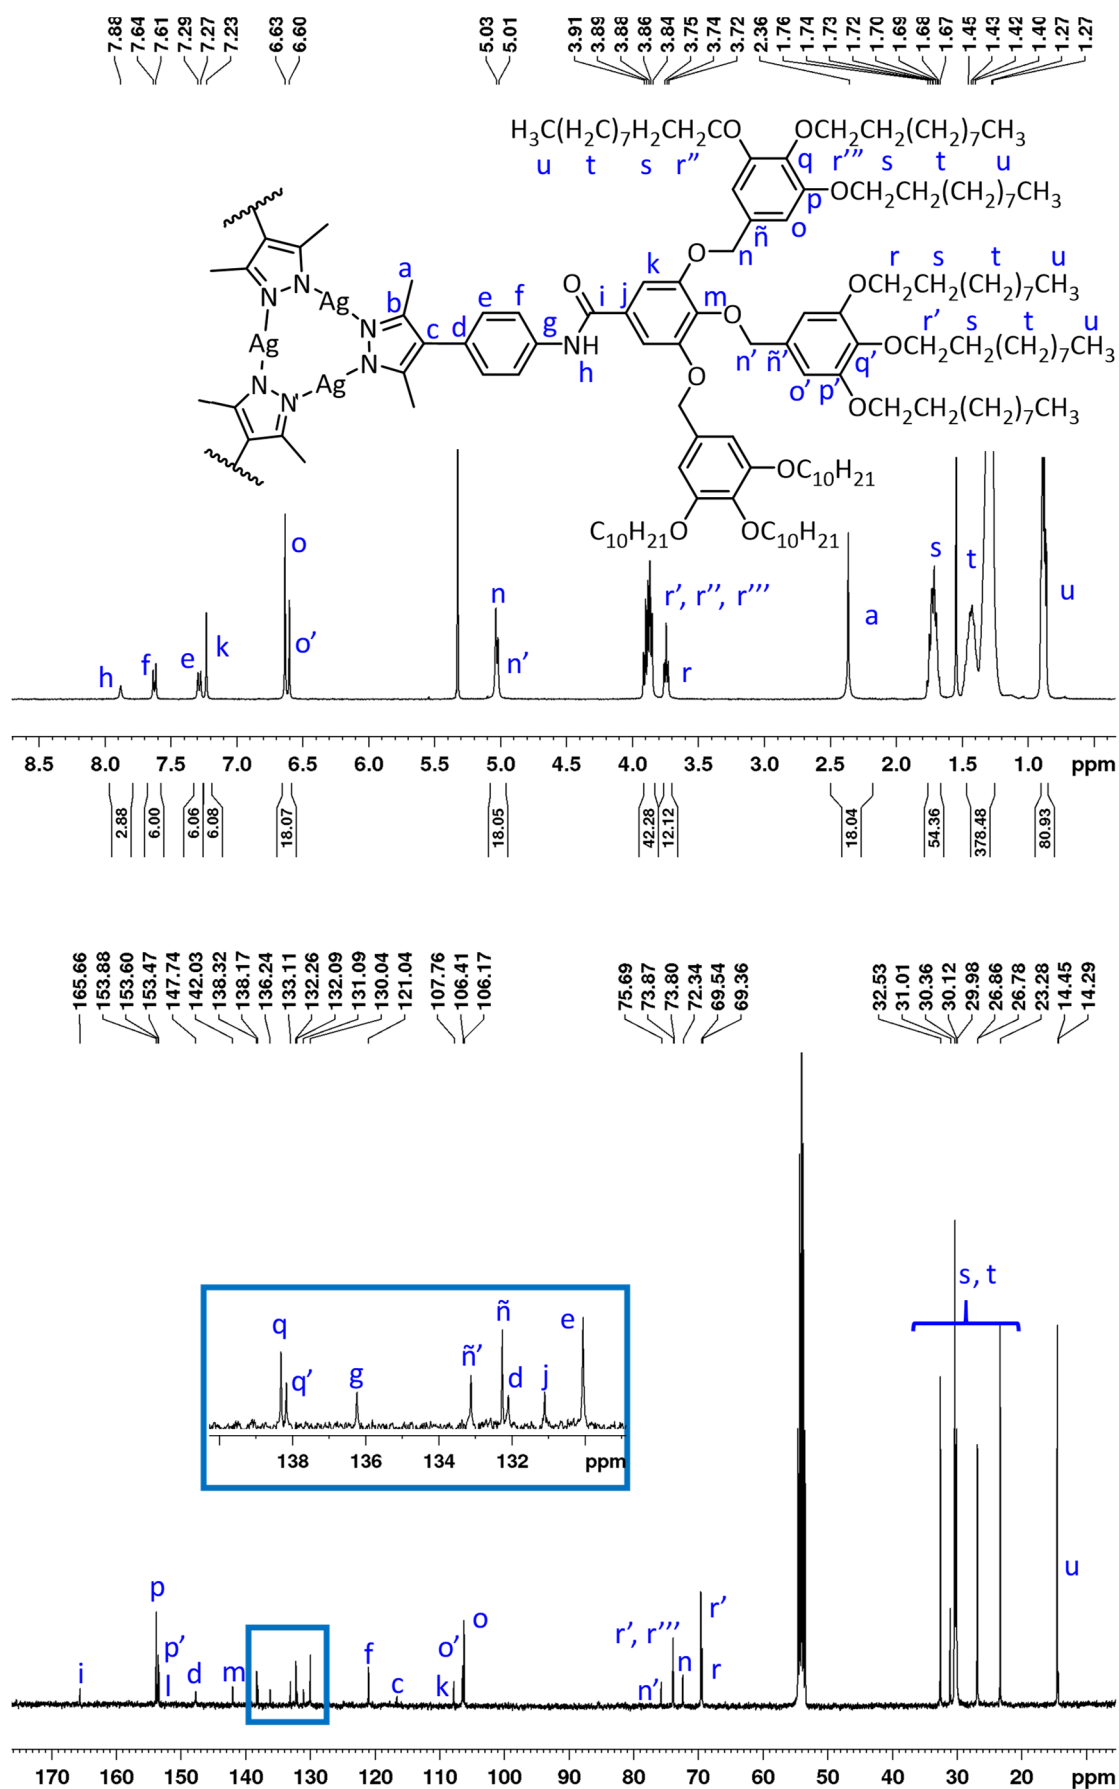 7.88 7.64 7.61 7.29 7.27 7.23 6.63 6.60 5.03 5.01 3.91 3.89 3.88 3.86 3.84 3.75 3.74 3.72 2.36 1.76 1.74 1.73 1.72 1.70 1.69 1.68 1.67 1.45 1.43 1.42 1.40 1.27 1.27
H3C(H2C)7H2CH2CO OCH2CH2(CH2)7CH3
u t s r" q r'" s t u
p OCH2CH2(CH2)7CH3
ñ o
n
O k r s t u
a OCH2CH2(CH2)7CH3
N N Ag b e f i j m O r' s t u
Ag N c d g O OCH2CH2(CH2)7CH3
N NH n' ñ' q'
Ag h o' p'
N N O OCH2CH2(CH2)7CH3
OC10H21
C10H21O OC10H21
h f e k o o' n n' r', r'', r''' r a s t u
8.5 8.0 7.5 7.0 6.5 6.0 5.5 5.0 4.5 4.0 3.5 3.0 2.5 2.0 1.5 1.0 ppm
2.88 6.00 6.06 6.08 18.07 18.05 42.28 12.12 18.04 54.36 378.48 80.93
165.66 153.88 153.60 153.47 147.74 142.03 138.32 138.17 136.24 133.11 132.26 132.09 131.09 130.04 121.04 107.76 106.41 106.17 75.69 73.87 73.80 72.34 69.54 69.36 32.53 31.01 30.36 30.12 29.98 26.86 26.78 23.28 14.45 14.29
s, t
q q' g ñ' ñ d j e
138 136 134 132 ppm
i p p' l d m f c k o' o n' r', r''' n r' r u
170 160 150 140 130 120 110 100 90 80 70 60 50 40 30 20 ppm